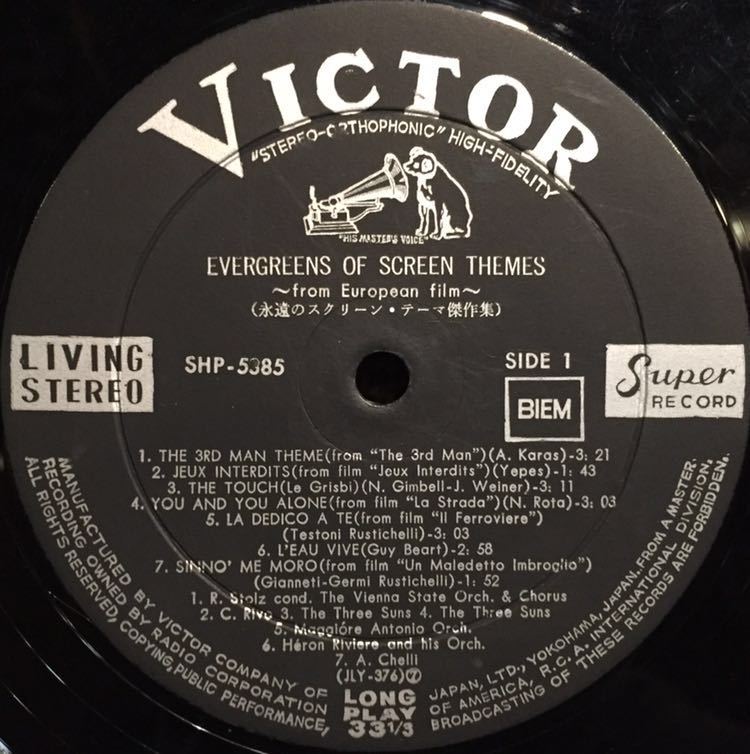 VICTOR
"STEREO-ORTHOPHONIC" HIGH-FIDELITY
"HIS MASTER'S VOICE"
EVERGREENS OF SCREEN THEMES
~from European film~
(永遠のスクリーン・テーマ傑作集)
LIVING
STEREO
SHP-5385
SIDE 1
BIEM
Super
RECORD
1. THE 3RD MAN THEME(from "The 3rd Man")(A. Karas)-3: 21
2. JEUX INTERDITS(from film "Jeux Interdits")(Yepes)-1: 43
3. THE TOUCH(Le Grisbi)(N. Gimbell-J. Weiner)-3: 11
4. YOU AND YOU ALONE(from film "La Strada")(N. Rota)-3: 03
5. LA DEDICO A TE(from film "Il Ferroviere")
(Testoni Rustichelli)-3: 03
6. L'EAU VIVE(Guy Beart)-2: 58
7. SINNO' ME MORO(from film "Un Maledetto Imbroglio")
(Gianneti-Germi Rustichelli)-1: 52
1. R. Stolz cond. The Vienna State Orch. & Chorus
2. C. Rivo 3. The Three Suns 4. The Three Suns
5. Maggióre Antonio Orch.
6. Héron Riviere and his Orch.
7. A. Chelli
(JLY-376)⑦
LONG
PLAY
33 1/3
MANUFACTURED BY VICTOR COMPANY OF JAPAN, LTD., YOKOHAMA, JAPAN. FROM A MASTER
RECORDING OWNED BY RADIO CORPORATION OF AMERICA, R.C.A. INTERNATIONAL DIVISION.
ALL RIGHTS RESERVED, COPYING, PUBLIC PERFORMANCE, BROADCASTING OF THESE RECORDS ARE FORBIDDEN.